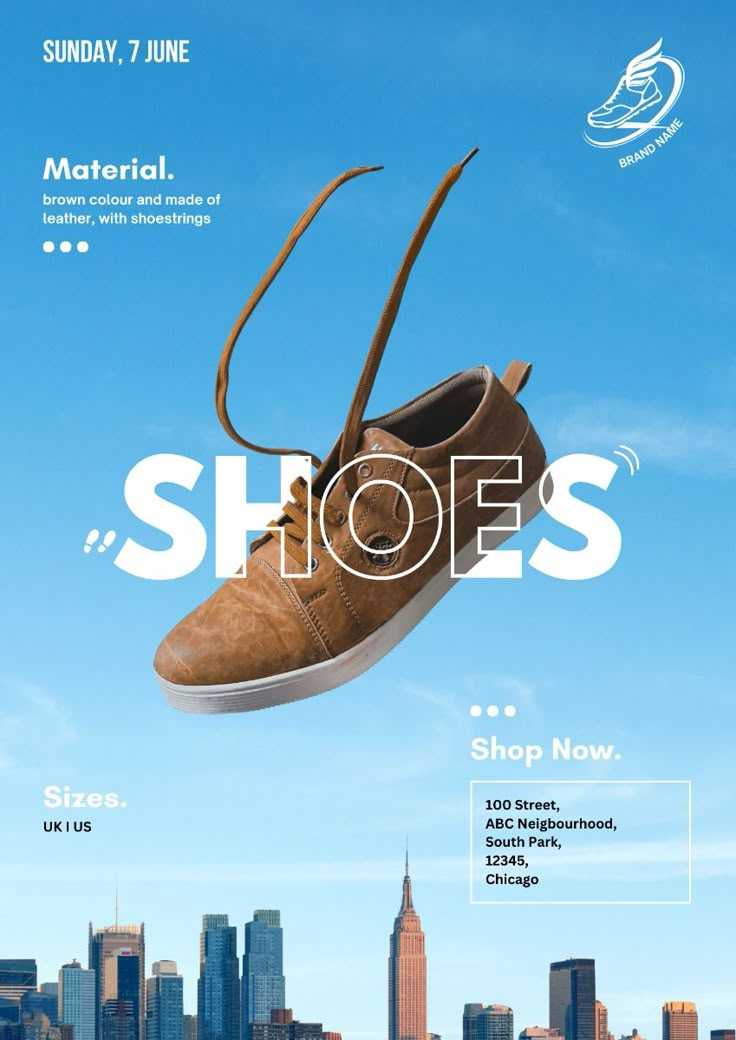 SUNDAY, 7 JUNE
BRAND NAME
Material.
brown colour and made of
leather, with shoestrings
SHOES
Shop Now.
100 Street,
ABC Neigbourhood,
South Park,
12345,
Chicago
Sizes.
UK | US